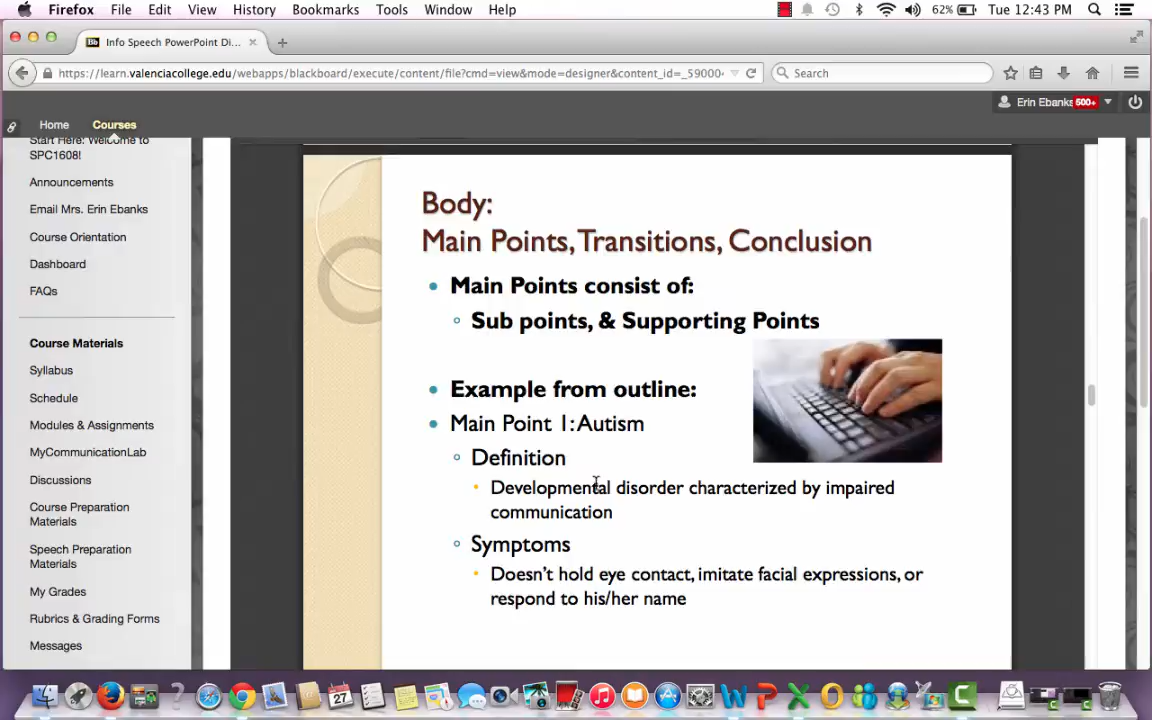 Firefox File Edit View History Bookmarks Tools Window Help 62% Tue 12:43 PM
Info Speech PowerPoint Di...
https://learn.valenciacollege.edu/webapps/blackboard/execute/content/file?cmd=view&mode=designer&content_id=_59000 Search
Erin Ebanks 500+
Home Courses
Start Here: Welcome to
SPC1608!
Announcements
Email Mrs. Erin Ebanks
Course Orientation
Dashboard
FAQs
Course Materials
Syllabus
Schedule
Modules & Assignments
MyCommunicationLab
Discussions
Course Preparation
Materials
Speech Preparation
Materials
My Grades
Rubrics & Grading Forms
Messages
Body:
Main Points, Transitions, Conclusion
Main Points consist of:
Sub points, & Supporting Points
Example from outline:
Main Point 1: Autism
Definition
Developmental disorder characterized by impaired
communication
Symptoms
Doesn't hold eye contact, imitate facial expressions, or
respond to his/her name
27